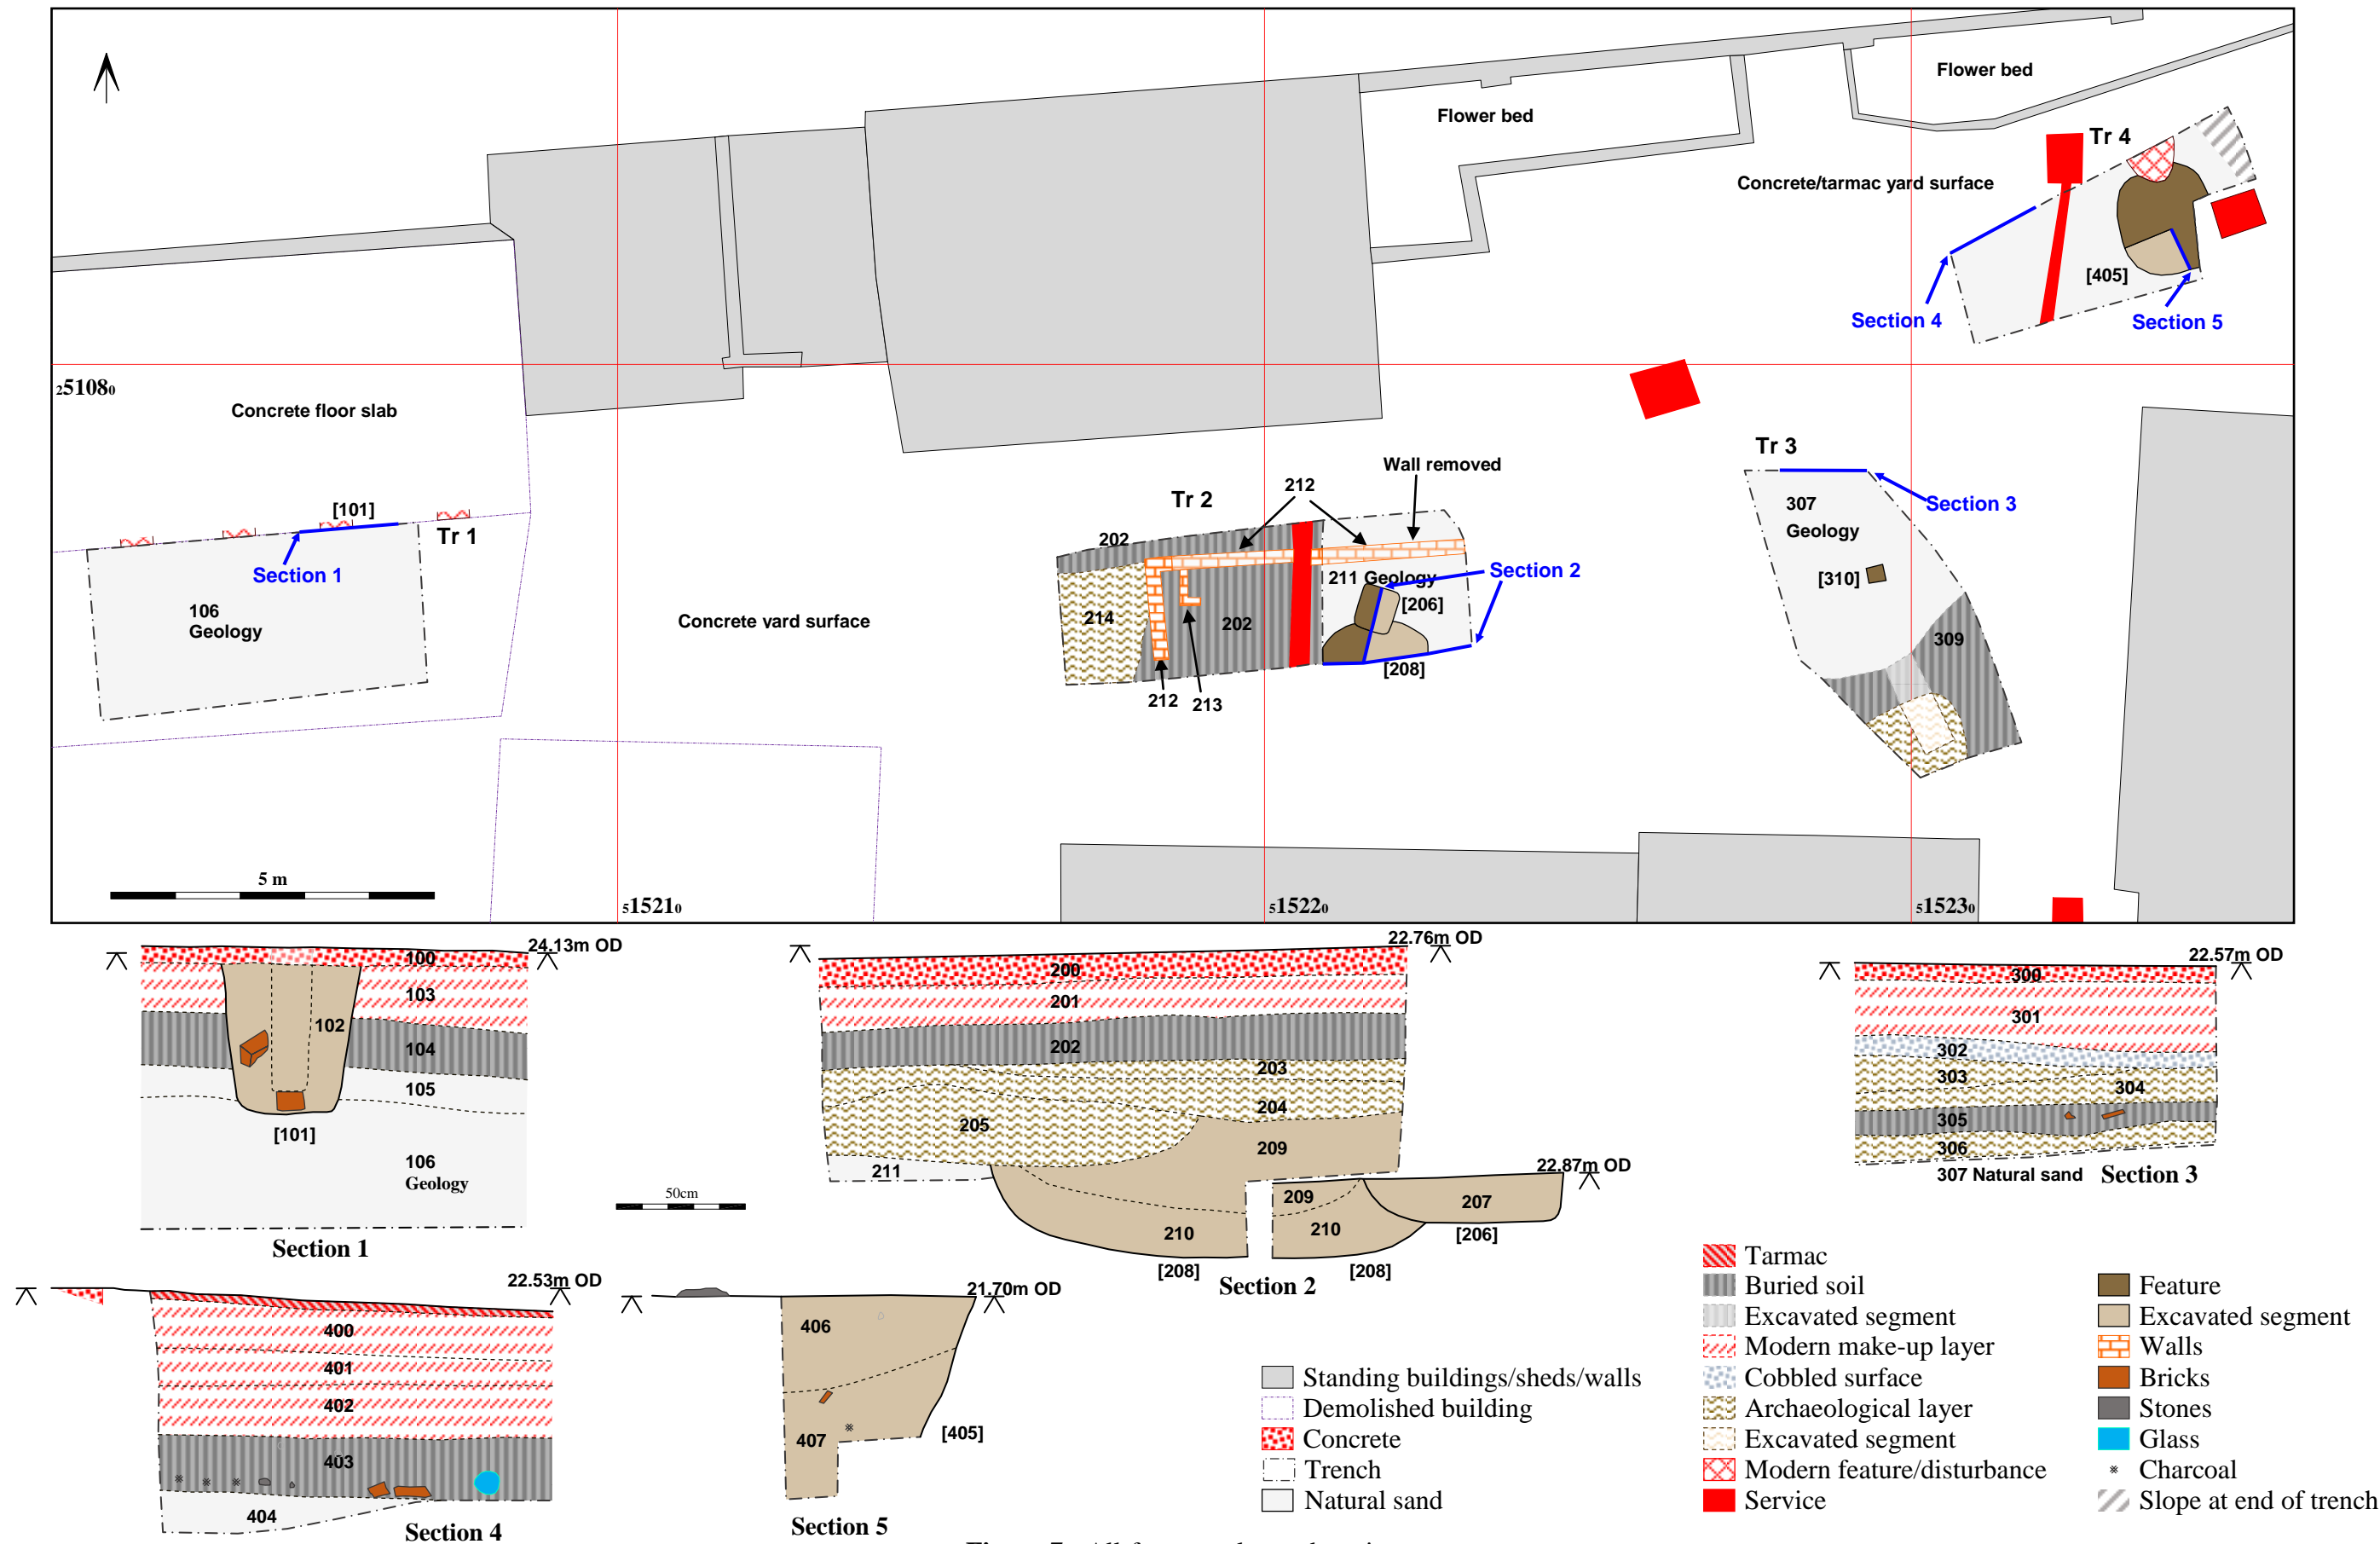 Flower bed
Flower bed
Tr 4
Concrete/tarmac yard surface
[405]
Section 4
Section 5
251080
Concrete floor slab
Tr 3
Wall removed
212
Tr 2
[101]
Tr 1
Section 3
307
Geology
202
Section 1
Section 2
211 Geology
[310]
[206]
106
Geology
Concrete yard surface
214
202
309
[208]
212
213
5 m
515210
515220
515230
24.13m OD
100
103
102
104
105
[101]
106
Geology
Section 1
22.76m OD
200
201
202
203
204
205
209
211
22.87m OD
209
207
210
210
[206]
[208]
[208]
Section 2
50cm
22.57m OD
300
301
302
303
304
305
306
307 Natural sand
Section 3
22.53m OD
400
401
402
403
404
Section 4
21.70m OD
406
407
[405]
Section 5
Standing buildings/sheds/walls
Demolished building
Concrete
Trench
Natural sand
Tarmac
Buried soil
Excavated segment
Modern make-up layer
Cobbled surface
Archaeological layer
Excavated segment
Modern feature/disturbance
Service
Feature
Excavated segment
Walls
Bricks
Stones
Glass
Charcoal
Slope at end of trench